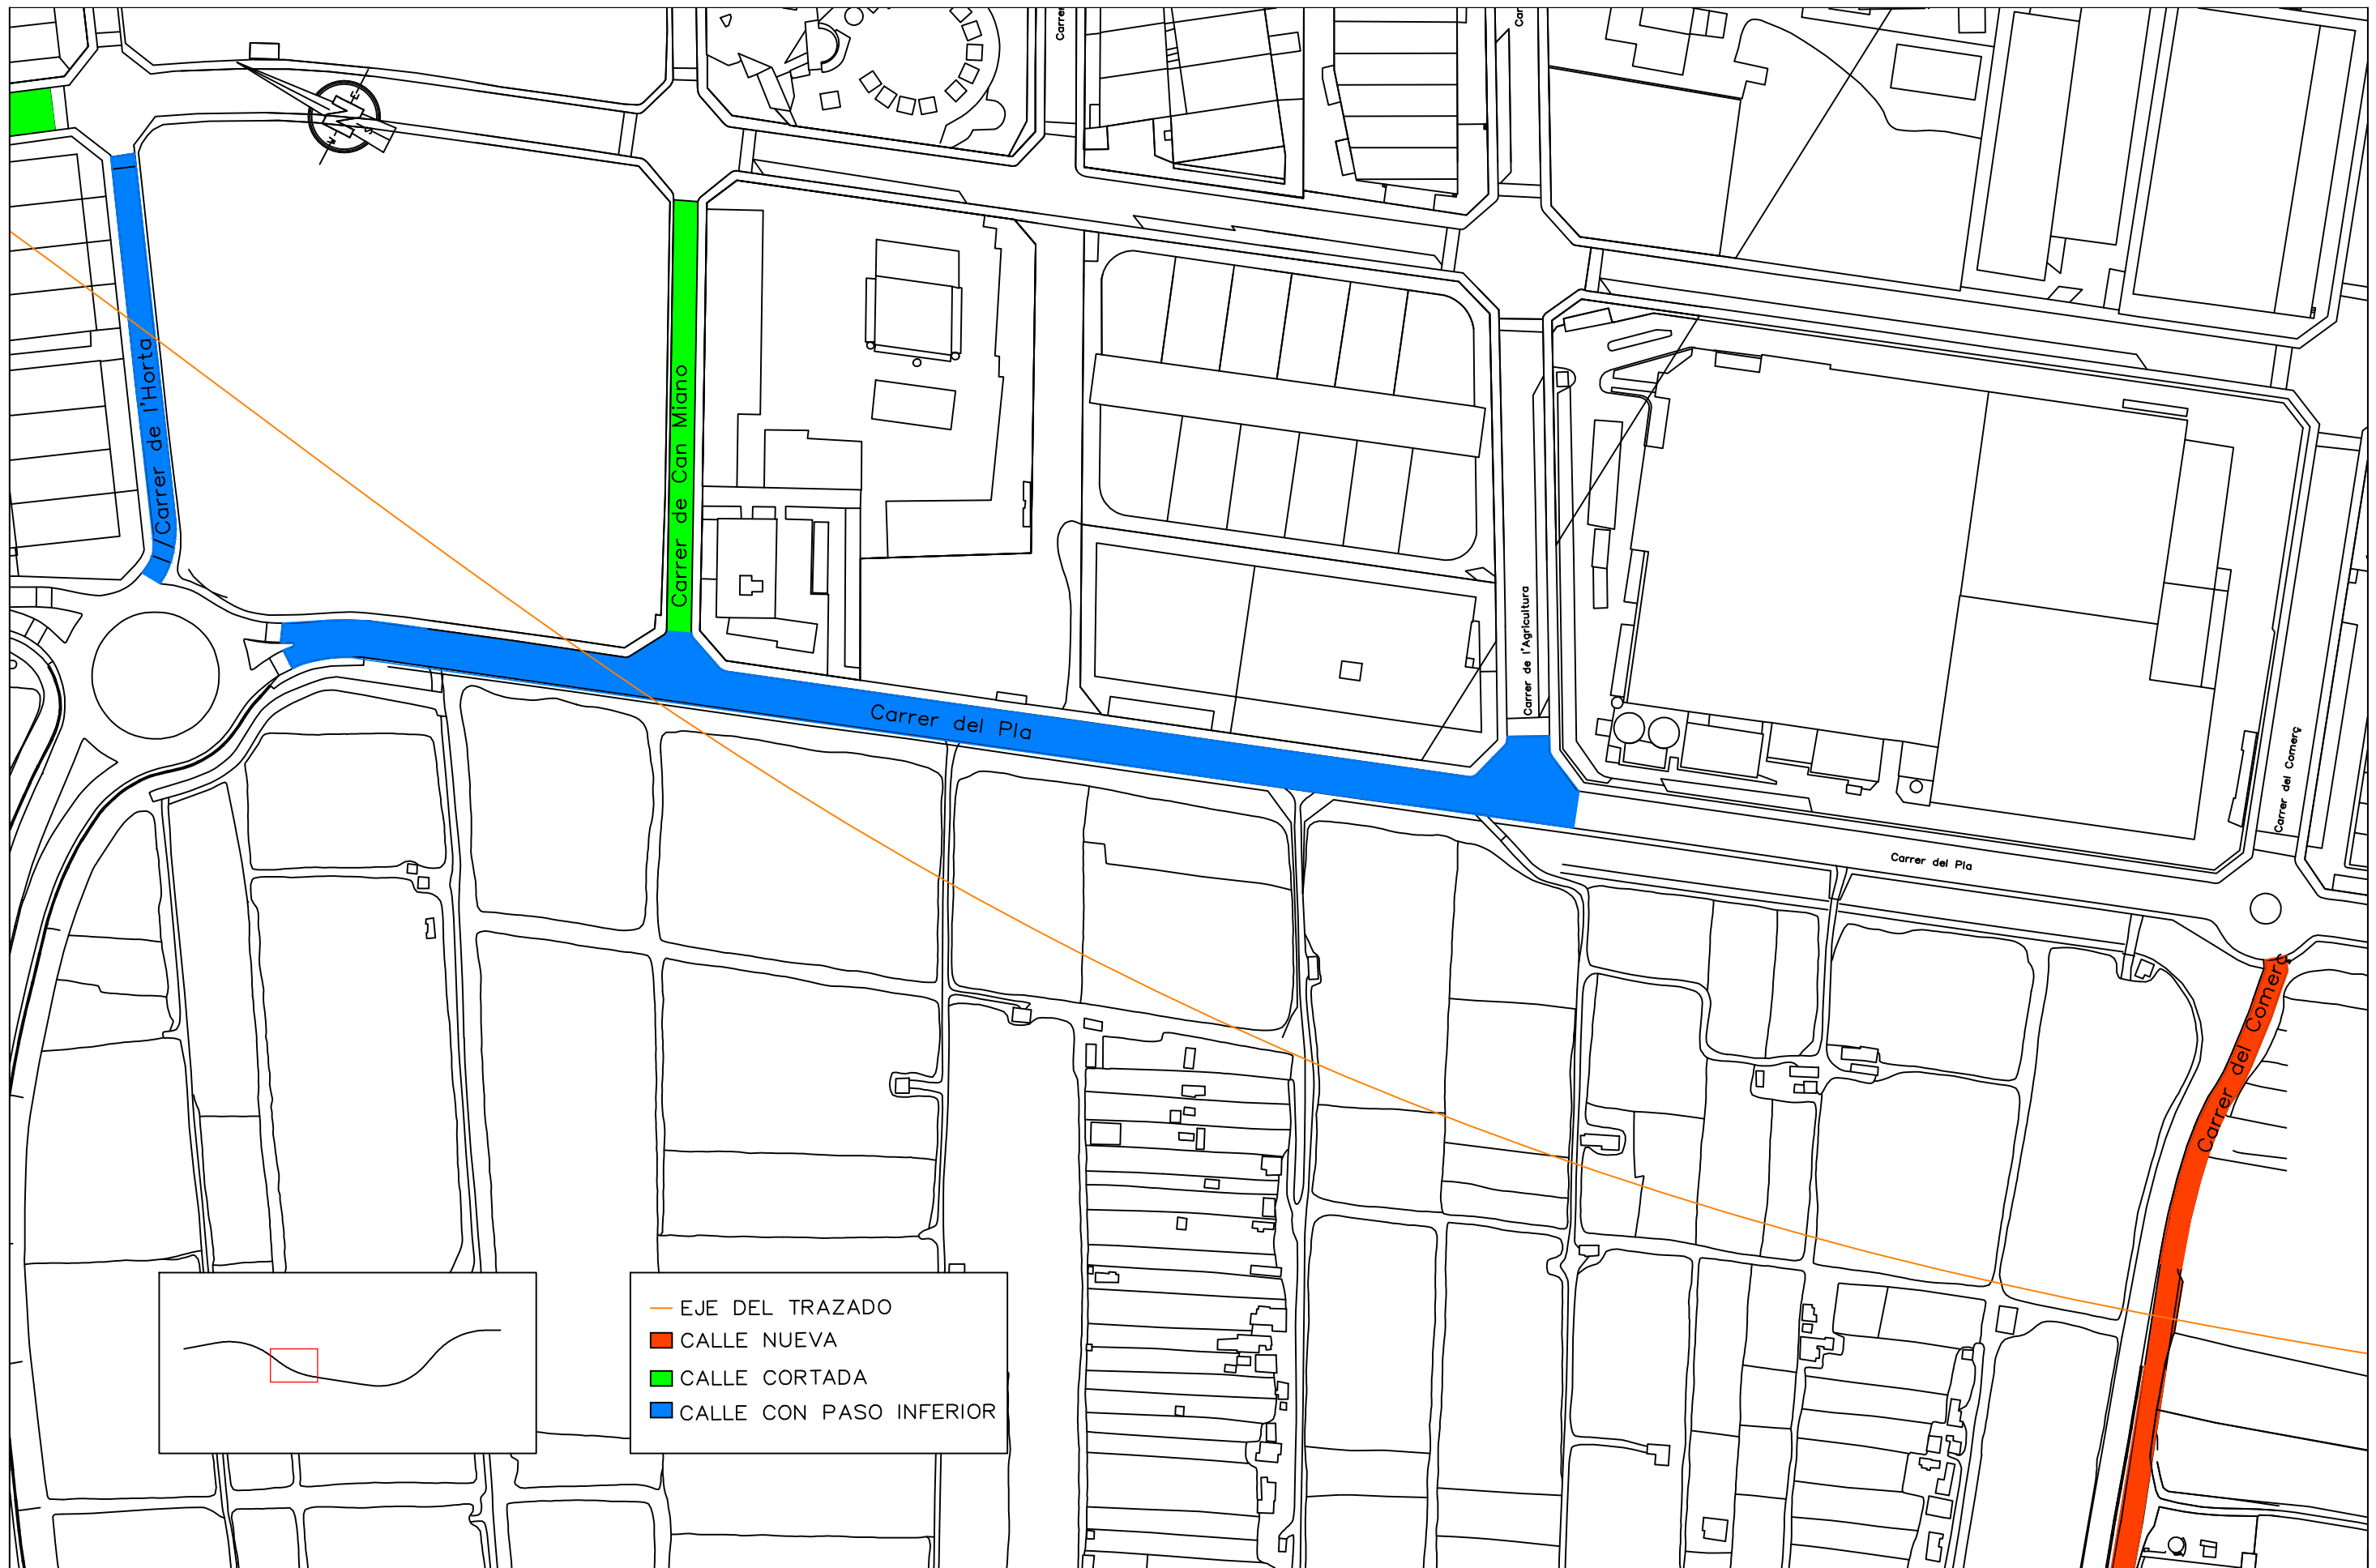 Carrer de l'Horta
Carrer de Can Miano
Carrer del Pla
Carrer de l'Agricultura
Carrer del Pla
Carrer del Comerç
Carrer del Comerç
EJE DEL TRAZADO
CALLE NUEVA
CALLE CORTADA
CALLE CON PASO INFERIOR